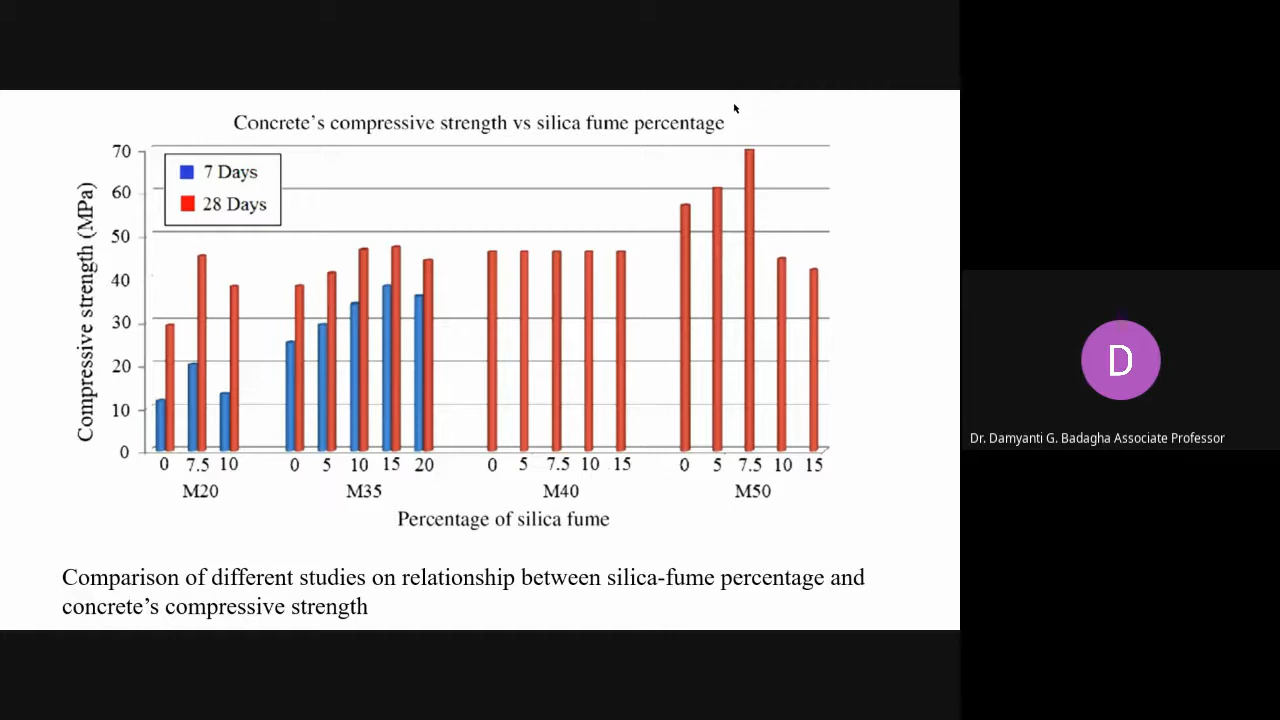 Concrete’s compressive strength vs silica fume percentage
70
60
50
40
30
20
10
0
Compressive strength (MPa)
7 Days
28 Days
0 7.5 10 0 5 10 15 20 0 5 7.5 10 15 0 5 7.5 10 15
M20 M35 M40 M50
Percentage of silica fume
Comparison of different studies on relationship between silica-fume percentage and
concrete’s compressive strength
D
Dr. Damyanti G. Badagha Associate Professor